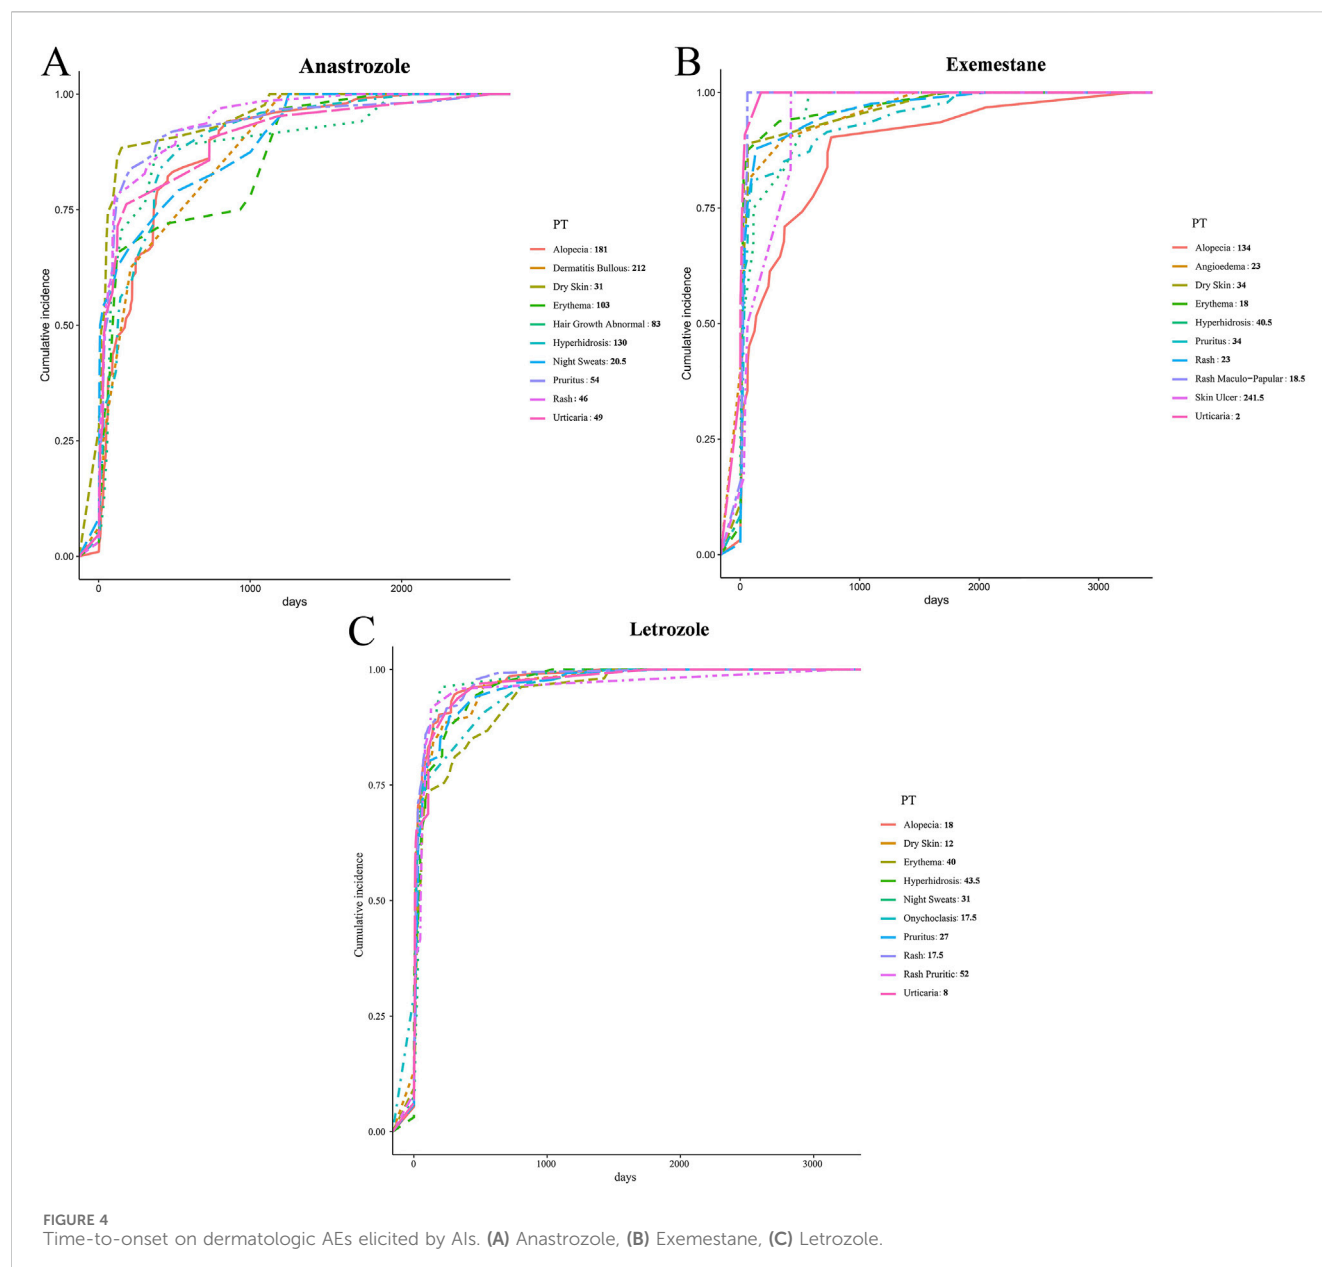 A
Anastrozole
1.00
0.75
0.50
0.25
0.00
Cumulative incidence
0
1000
2000
days
PT
Alopecia: 181
Dermatitis Bullous: 212
Dry Skin: 31
Erythema: 103
Hair Growth Abnormal : 83
Hyperhidrosis: 130
Night Sweats: 20.5
Pruritus: 54
Rash: 46
Urticaria: 49
B
Exemestane
1.00
0.75
0.50
0.25
0.00
Cumulative incidence
0
1000
2000
3000
days
PT
Alopecia: 134
Angioedema: 23
Dry Skin: 34
Erythema: 18
Hyperhidrosis: 40.5
Pruritus: 34
Rash: 23
Rash Maculo-Papular : 18.5
Skin Ulcer: 241.5
Urticaria: 2
C
Letrozole
1.00
0.75
0.50
0.25
0.00
Cumulative incidence
0
1000
2000
3000
days
PT
Alopecia: 18
Dry Skin: 12
Erythema: 40
Hyperhidrosis: 43.5
Night Sweats: 31
Onychoclasis: 17.5
Pruritus: 27
Rash: 17.5
Rash Pruritic: 52
Urticaria: 8
FIGURE 4
Time-to-onset on dermatologic AEs elicited by AIs. (A) Anastrozole, (B) Exemestane, (C) Letrozole.